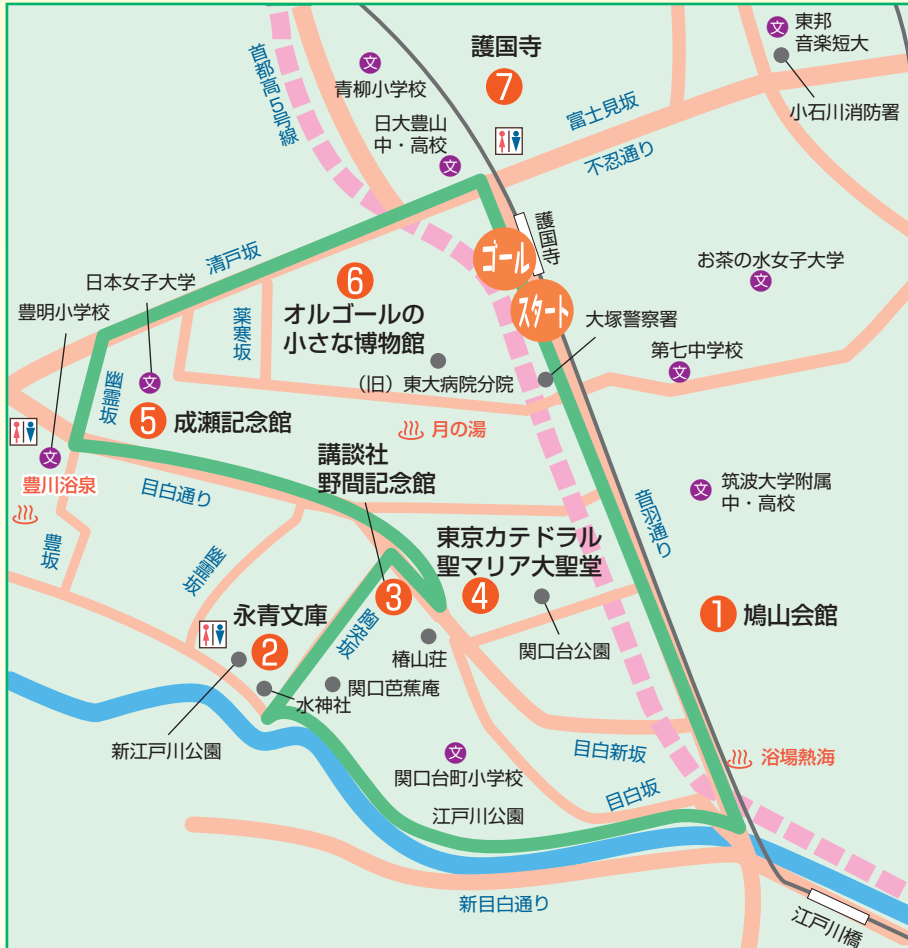 文
東邦
音楽短大
小石川消防署
護国寺
7
首都高5号線
文
青柳小学校
日大豊山
中・高校
文
富士見坂
不忍通り
護国寺
ゴール
スタート
清戸坂
日本女子大学
豊明小学校
薬寒坂
6
オルゴールの
小さな博物館
(旧)東大病院分院
大塚警察署
お茶の水女子大学
文
第七中学校
文
幽霊坂
文
5
成瀬記念館
月の湯
文
豊川浴泉
目白通り
講談社
野間記念館
筑波大学附属
中・高校
文
音羽通り
豊坂
幽霊坂
東京カテドラル
聖マリア大聖堂
3
4
1
鳩山会館
永青文庫
2
胸突坂
椿山荘
関口台公園
関口芭蕉庵
水神社
新江戸川公園
文
関口台町小学校
目白新坂
浴場熱海
目白坂
江戸川公園
新目白通り
江戸川橋